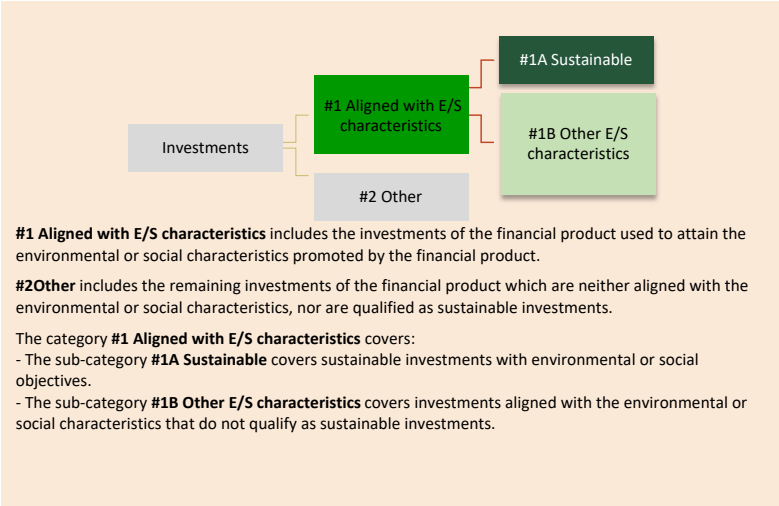 #1A Sustainable
#1 Aligned with E/S
characteristics
#1B Other E/S
characteristics
Investments
#2 Other
#1 Aligned with E/S characteristics includes the investments of the financial product used to attain the
environmental or social characteristics promoted by the financial product.
#2Other includes the remaining investments of the financial product which are neither aligned with the
environmental or social characteristics, nor are qualified as sustainable investments.
The category #1 Aligned with E/S characteristics covers:
- The sub-category #1A Sustainable covers sustainable investments with environmental or social
objectives.
- The sub-category #1B Other E/S characteristics covers investments aligned with the environmental or
social characteristics that do not qualify as sustainable investments.